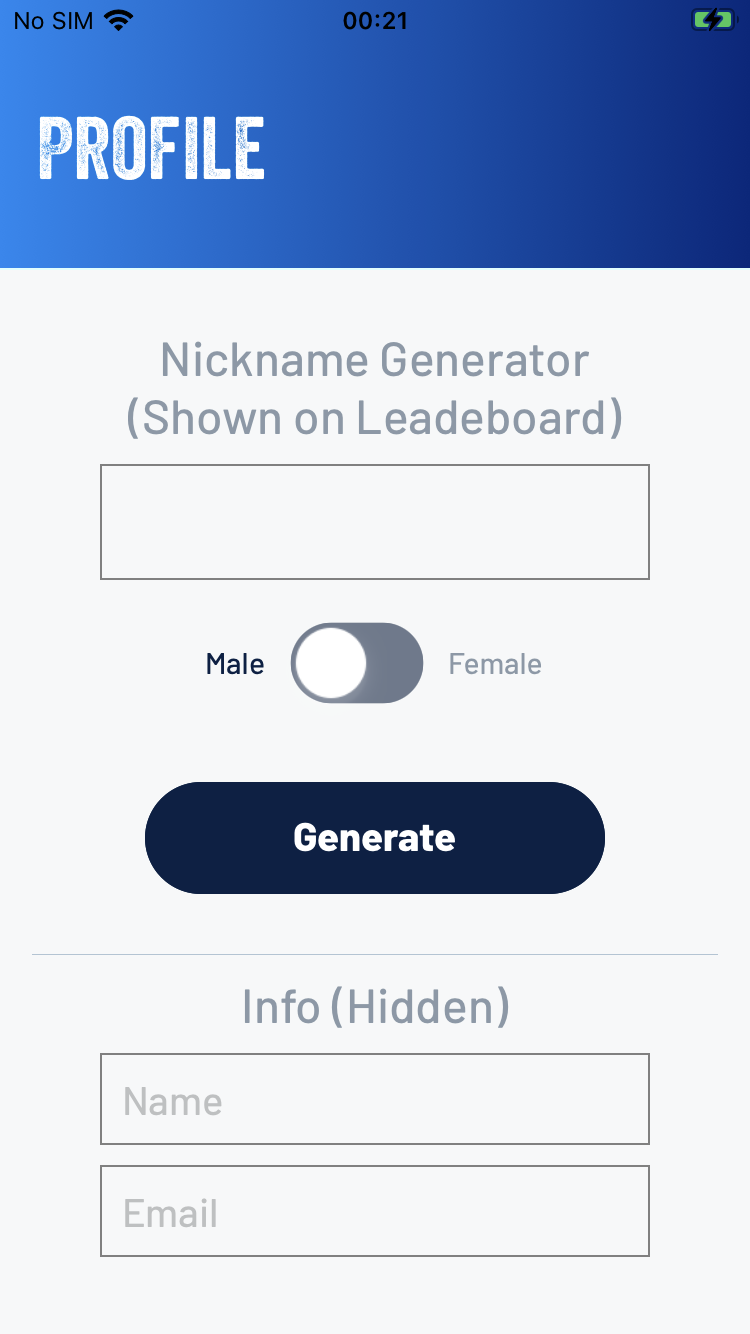 No SIM 00:21
PROFILE
Nickname Generator
(Shown on Leadeboard)
Male Female
Generate
Info (Hidden)
Name
Email